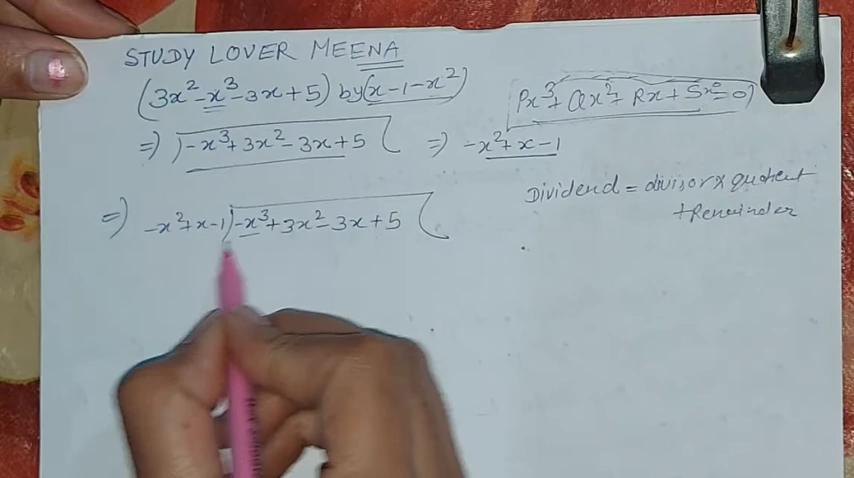 STUDY LOVER MEENA
(3x² - x³ - 3x + 5) by (x - 1 - x²)
Px³ + Qx² + Rx + Sx⁰ = 0)
⇒ ) -x³ + 3x² - 3x + 5 ( ⇒ -x² + x - 1
Dividend = divisor x quotient
+ Remainder
⇒ -x² + x - 1) -x³ + 3x² - 3x + 5 (